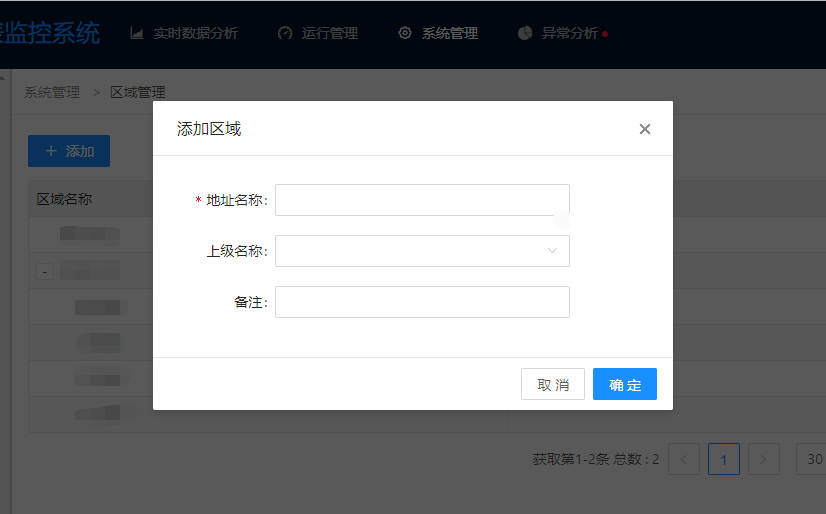 监控系统 实时数据分析 运行管理 系统管理 异常分析
系统管理 > 区域管理
添加区域
+ 添加
区域名称
* 地址名称:
上级名称:
-
备注:
取 消 确 定
获取第1-2条 总数 : 2 < 1 > 30